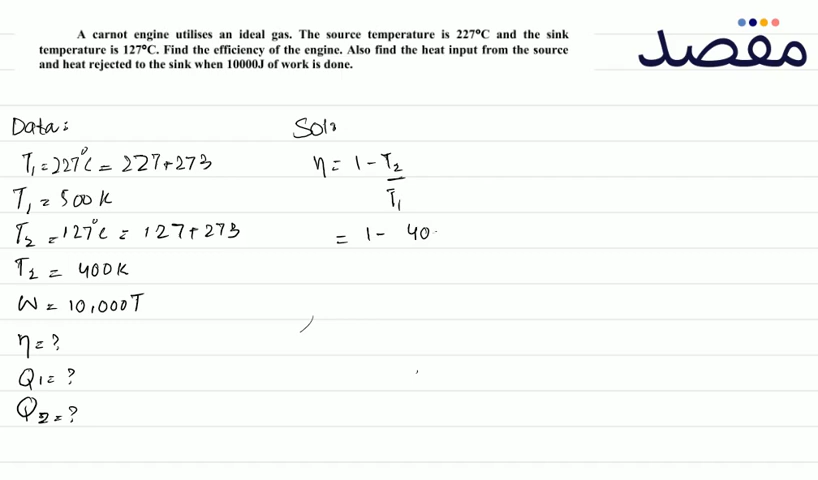 A carnot engine utilises an ideal gas. The source temperature is 227°C and the sink
temperature is 127°C. Find the efficiency of the engine. Also find the heat input from the source
and heat rejected to the sink when 10000J of work is done.
مقصد
Data:
T₁ = 227°C = 227+273
T₁ = 500K
T₂ = 127°C = 127+273
T₂ = 400K
W = 10,000J
η = ?
Q₁ = ?
Q₂ = ?
Sol:
η = 1 - T₂
T₁
= 1 - 40